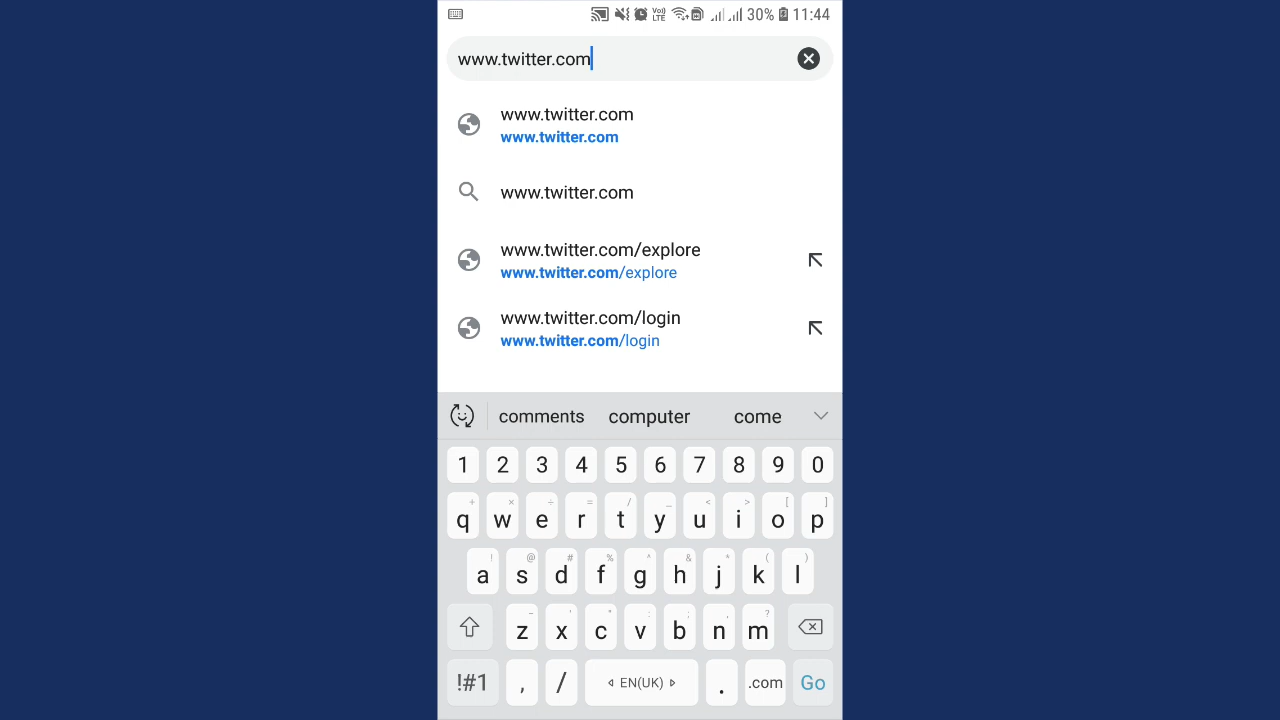 Vo)) LTE 30% 11:44
www.twitter.com
www.twitter.com
www.twitter.com
www.twitter.com
www.twitter.com/explore
www.twitter.com/explore
www.twitter.com/login
www.twitter.com/login
comments computer come
1 2 3 4 5 6 7 8 9 0
+ × ÷ = / _ < > [ ]
q w e r t y u i o p
! @ # % ^ & * ( )
a s d f g h j k l
- ' " : ; , ?
z x c v b n m
!#1 , / EN(UK) . .com Go